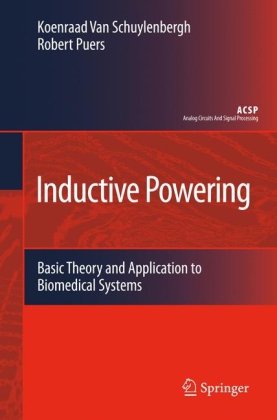 Koenraad Van Schuylenbergh
Robert Puers
ACSP
Analog Circuits And Signal Processing
Inductive Powering
Basic Theory and Application to
Biomedical Systems
Springer